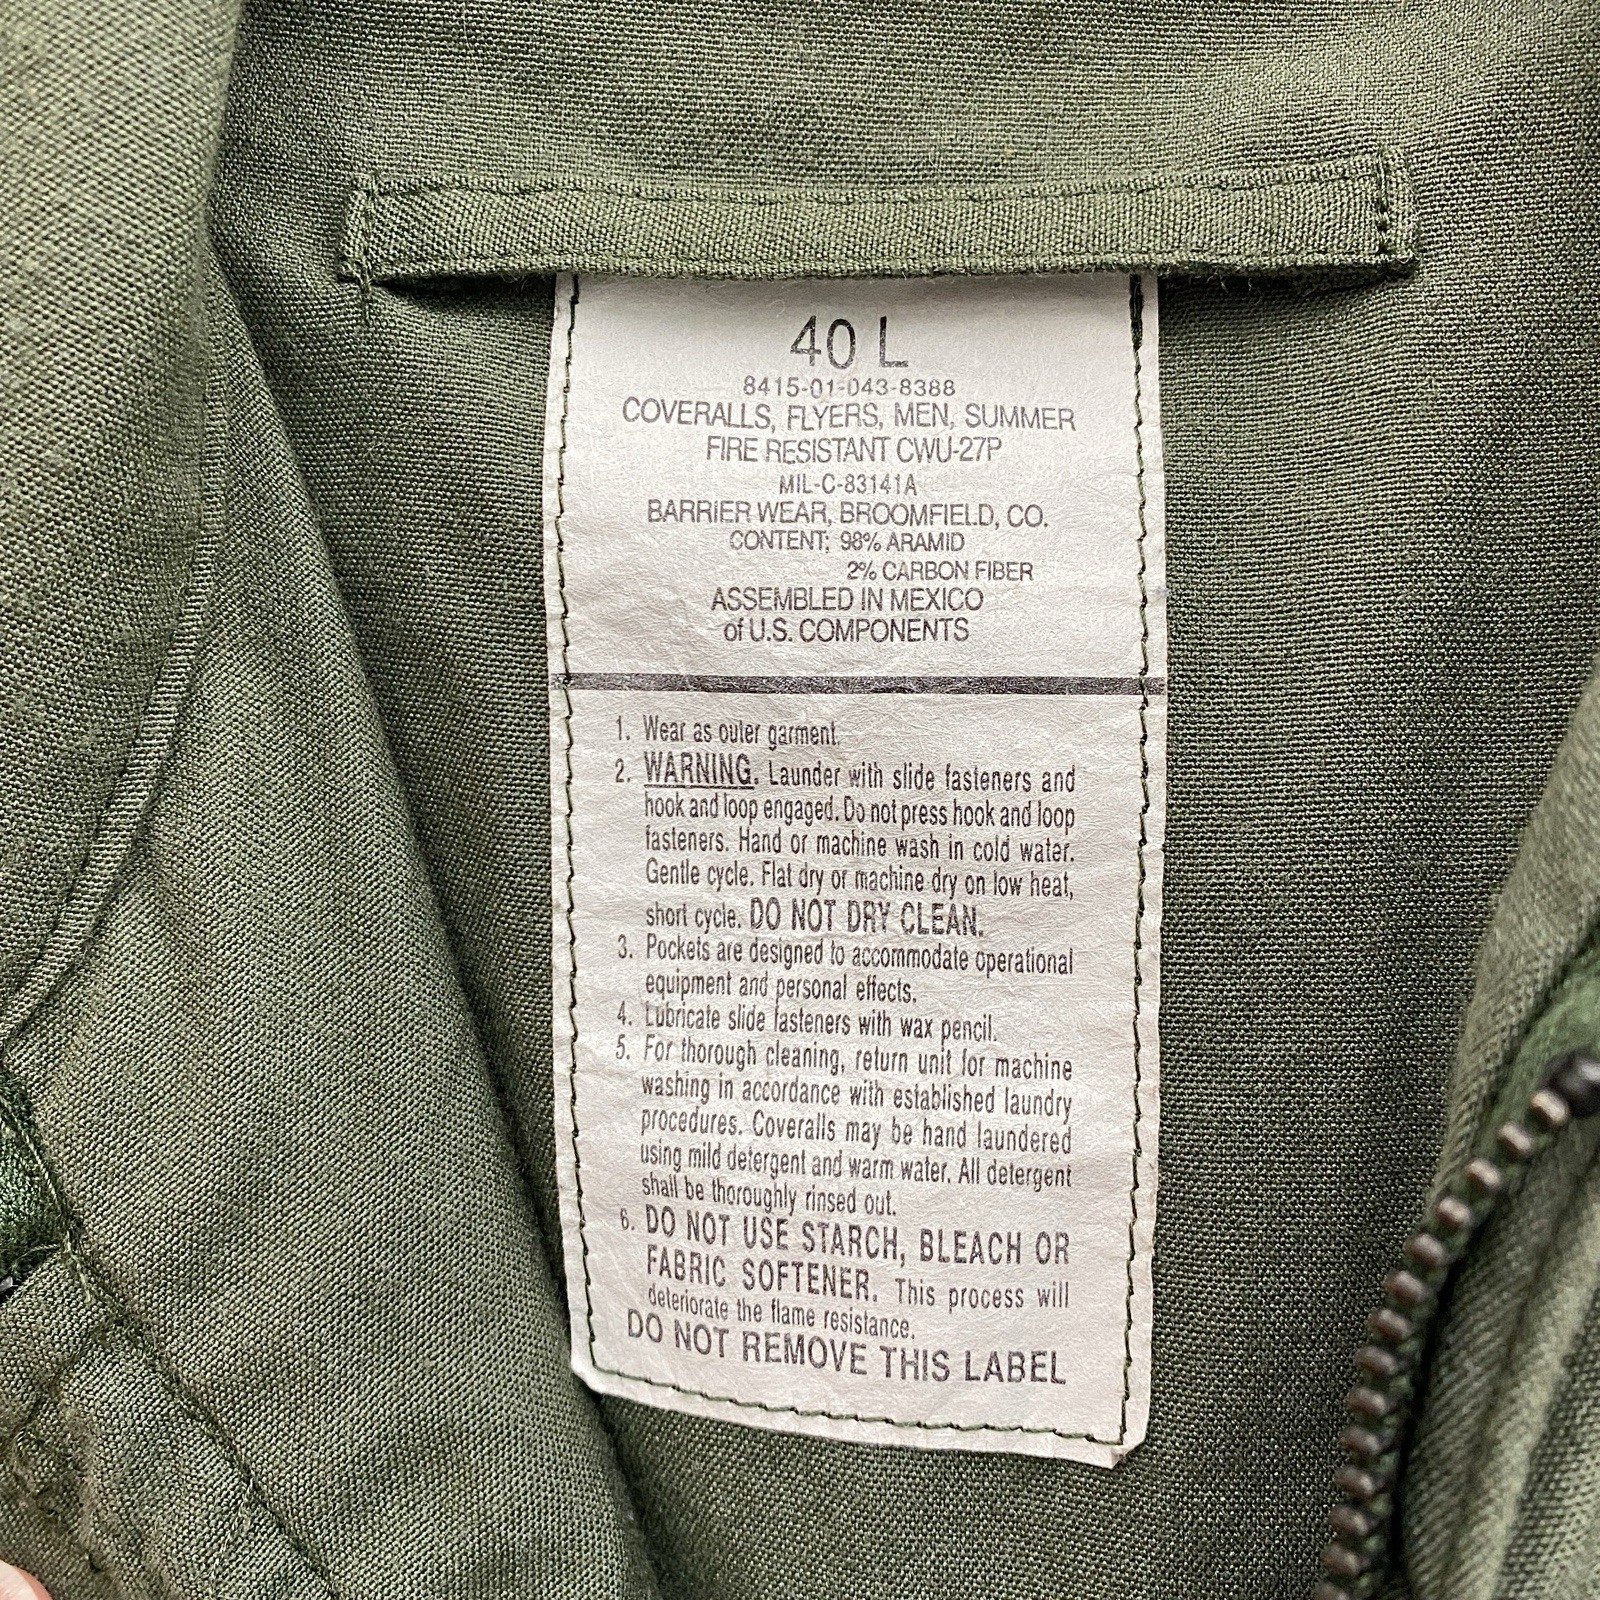 40 L
8415-01-043-8388
COVERALLS, FLYERS, MEN, SUMMER
FIRE RESISTANT CWU-27P
MIL-C-83141A
BARRIER WEAR, BROOMFIELD, CO.
CONTENT: 98% ARAMID
2% CARBON FIBER
ASSEMBLED IN MEXICO
of U.S. COMPONENTS
1. Wear as outer garment.
2. WARNING. Launder with slide fasteners and
hook and loop engaged. Do not press hook and loop
fasteners. Hand or machine wash in cold water.
Gentle cycle. Flat dry or machine dry on low heat,
short cycle. DO NOT DRY CLEAN.
3. Pockets are designed to accommodate operational
equipment and personal effects.
4. Lubricate slide fasteners with wax pencil.
5. For thorough cleaning, return unit for machine
washing in accordance with established laundry
procedures. Coveralls may be hand laundered
using mild detergent and warm water. All detergent
shall be thoroughly rinsed out.
6. DO NOT USE STARCH, BLEACH OR
FABRIC SOFTENER. This process will
deteriorate the flame resistance.
DO NOT REMOVE THIS LABEL